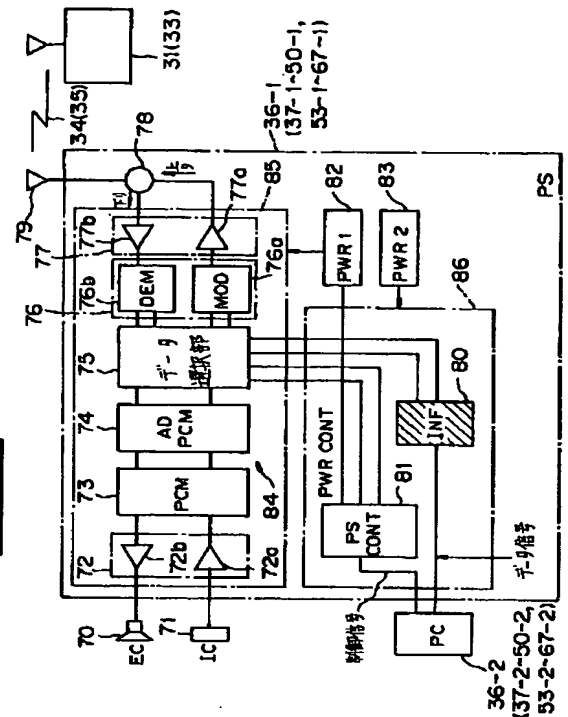 31(33)
34(35)
36-1
(37-1~50-1,
53-1~67-1)
78
79
下り
上り
85
77
77b
77a
82
PWR 1
83
PWR 2
PS
76
76b
DEM
MOD
76a
86
75
データ
選択部
80
INF
74
AD
PCM
73
PCM
PWR CONT
81
PS
CONT
84
72
72b
72a
70
EC
71
IC
制御信号
データ信号
PC
36-2
(37-2~50-2,
53-2~67-2)